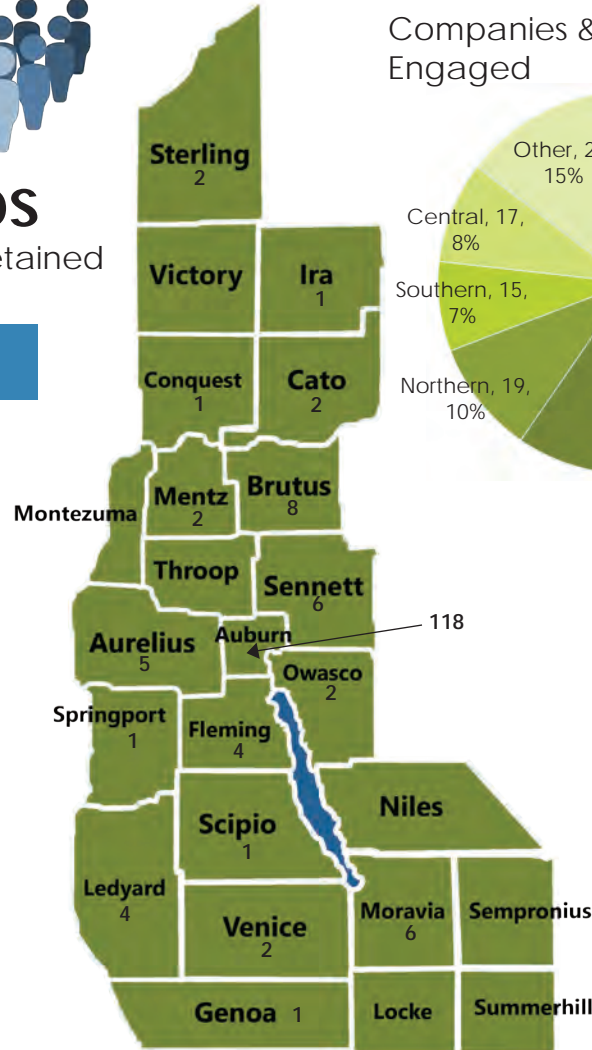 Companies &
Engaged
Other, 2
15%
Central, 17,
8%
Southern, 15,
7%
Northern, 19,
10%
etained
Sterling
2
Victory
Ira
1
Conquest
1
Cato
2
Montezuma
Mentz
2
Brutus
8
Throop
Sennett
6
Aurelius
5
Auburn
118
Owasco
2
Springport
1
Fleming
4
Niles
Scipio
1
Ledyard
4
Venice
2
Moravia
6
Sempronius
Genoa 1
Locke
Summerhill